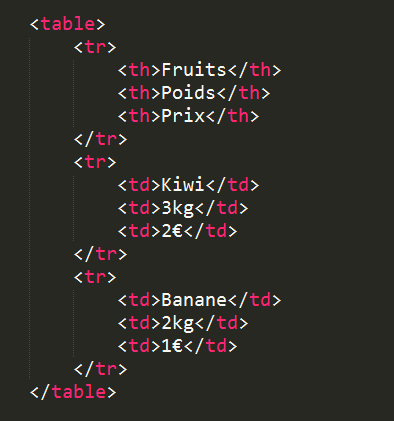 <table>
<tr>
<th>Fruits</th>
<th>Poids</th>
<th>Prix</th>
</tr>
<tr>
<td>Kiwi</td>
<td>3kg</td>
<td>2€</td>
</tr>
<tr>
<td>Banane</td>
<td>2kg</td>
<td>1€</td>
</tr>
</table>